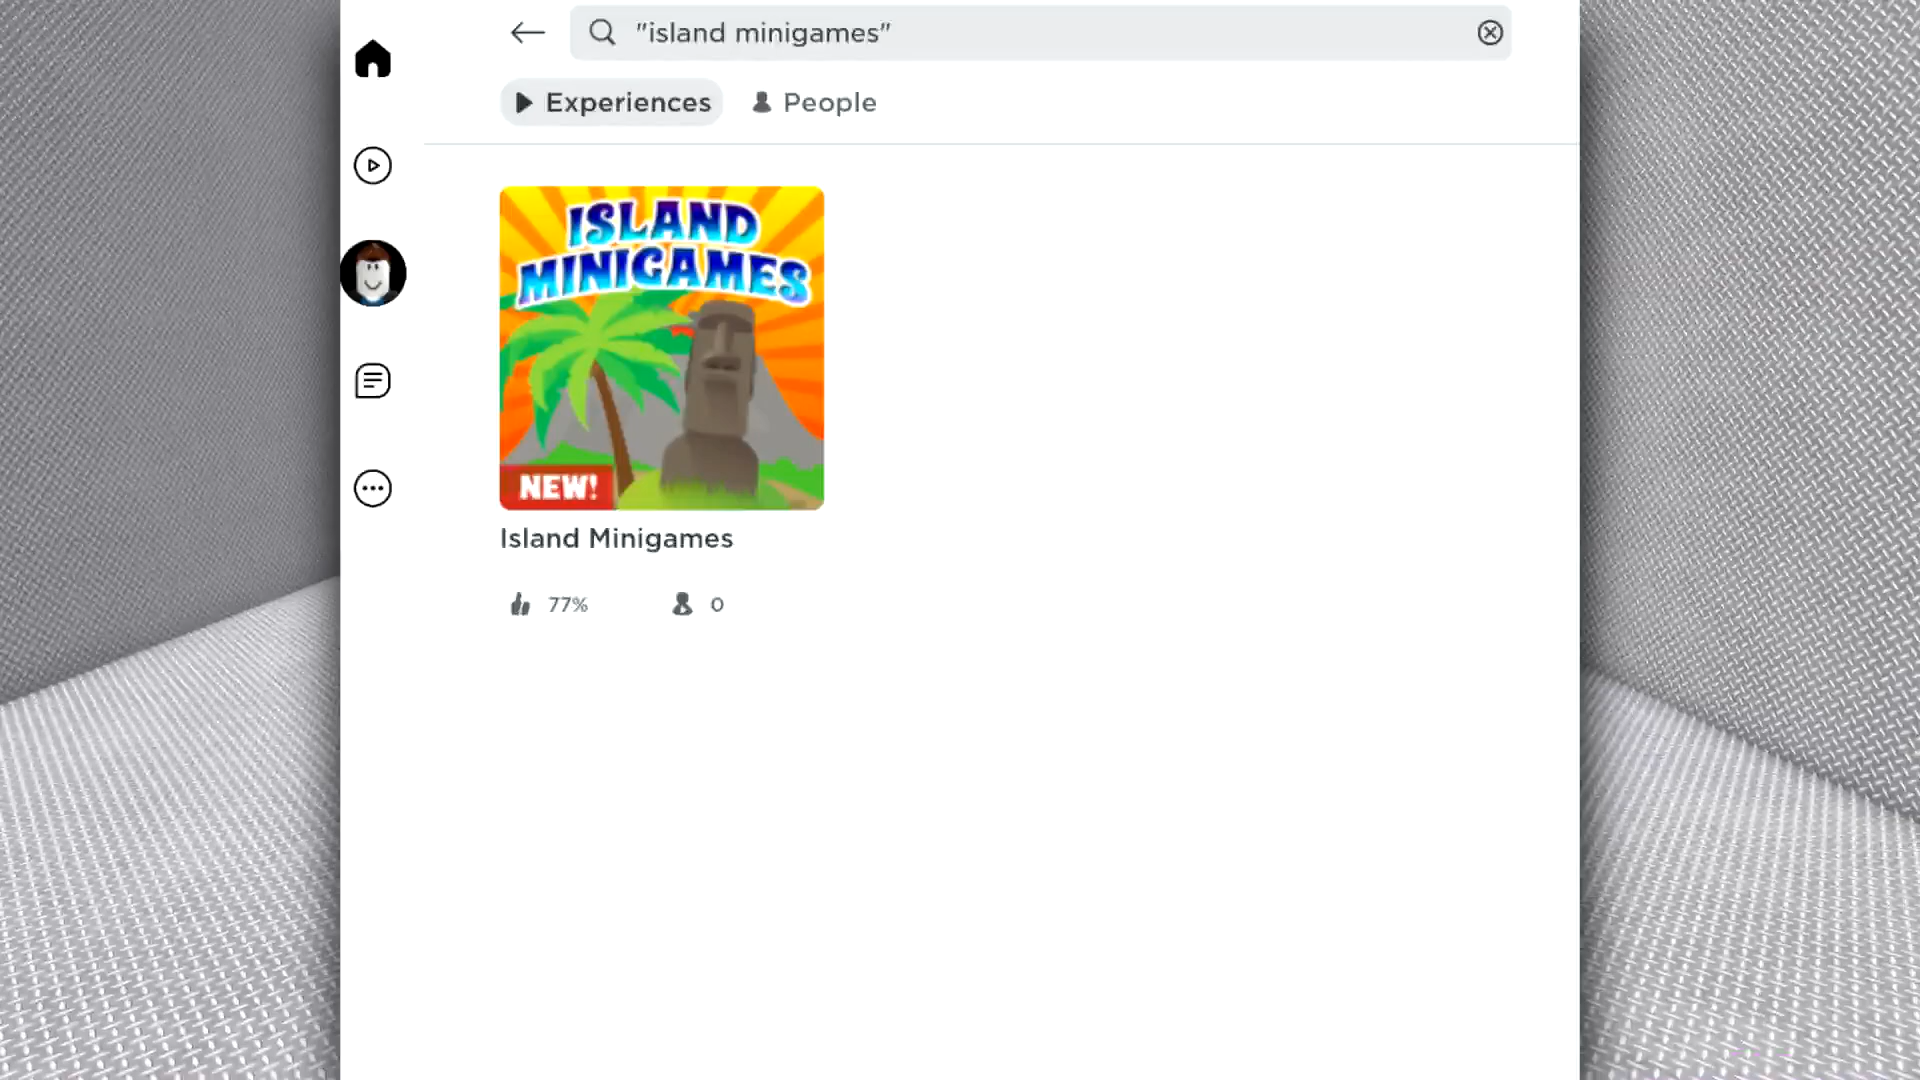 "island minigames"
Experiences
People
ISLAND
MINIGAMES
NEW!
Island Minigames
77%
0